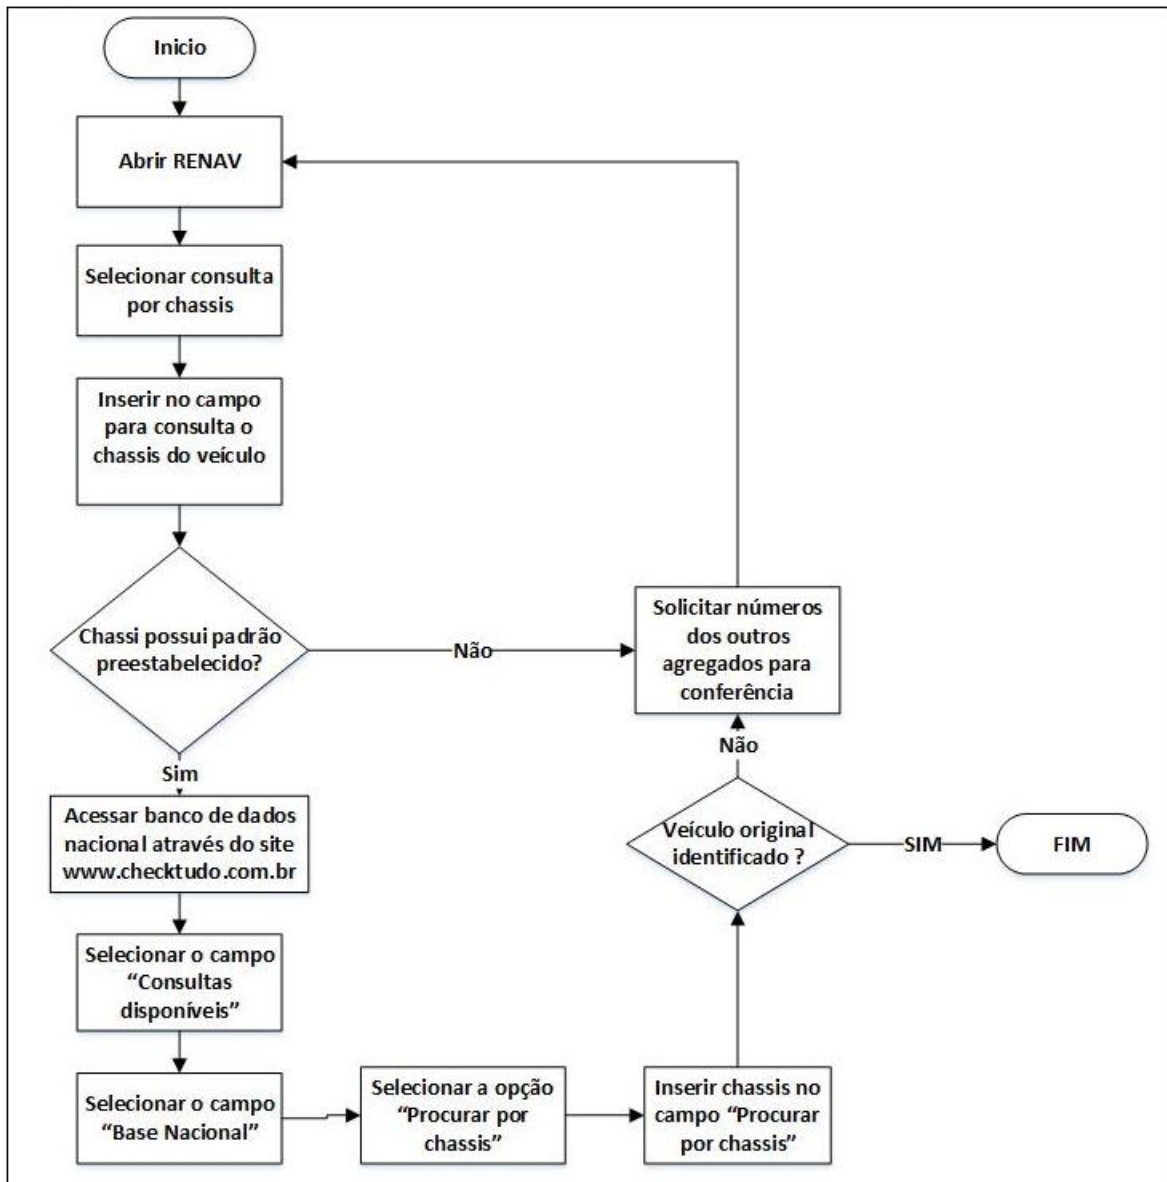 Inicio
Abrir RENAV
Selecionar consulta
por chassis
Inserir no campo
para consulta o
chassis do veículo
Chassi possui padrão
preestabelecido?
Não
Solicitar números
dos outros
agregados para
conferência
Sim
Não
Acessar banco de dados
nacional através do site
www.checktudo.com.br
Veículo original
identificado ?
SIM
FIM
Selecionar o campo
“Consultas
disponíveis”
Selecionar o campo
“Base Nacional”
Selecionar a opção
“Procurar por
chassis”
Inserir chassis no
campo “Procurar
por chassis”